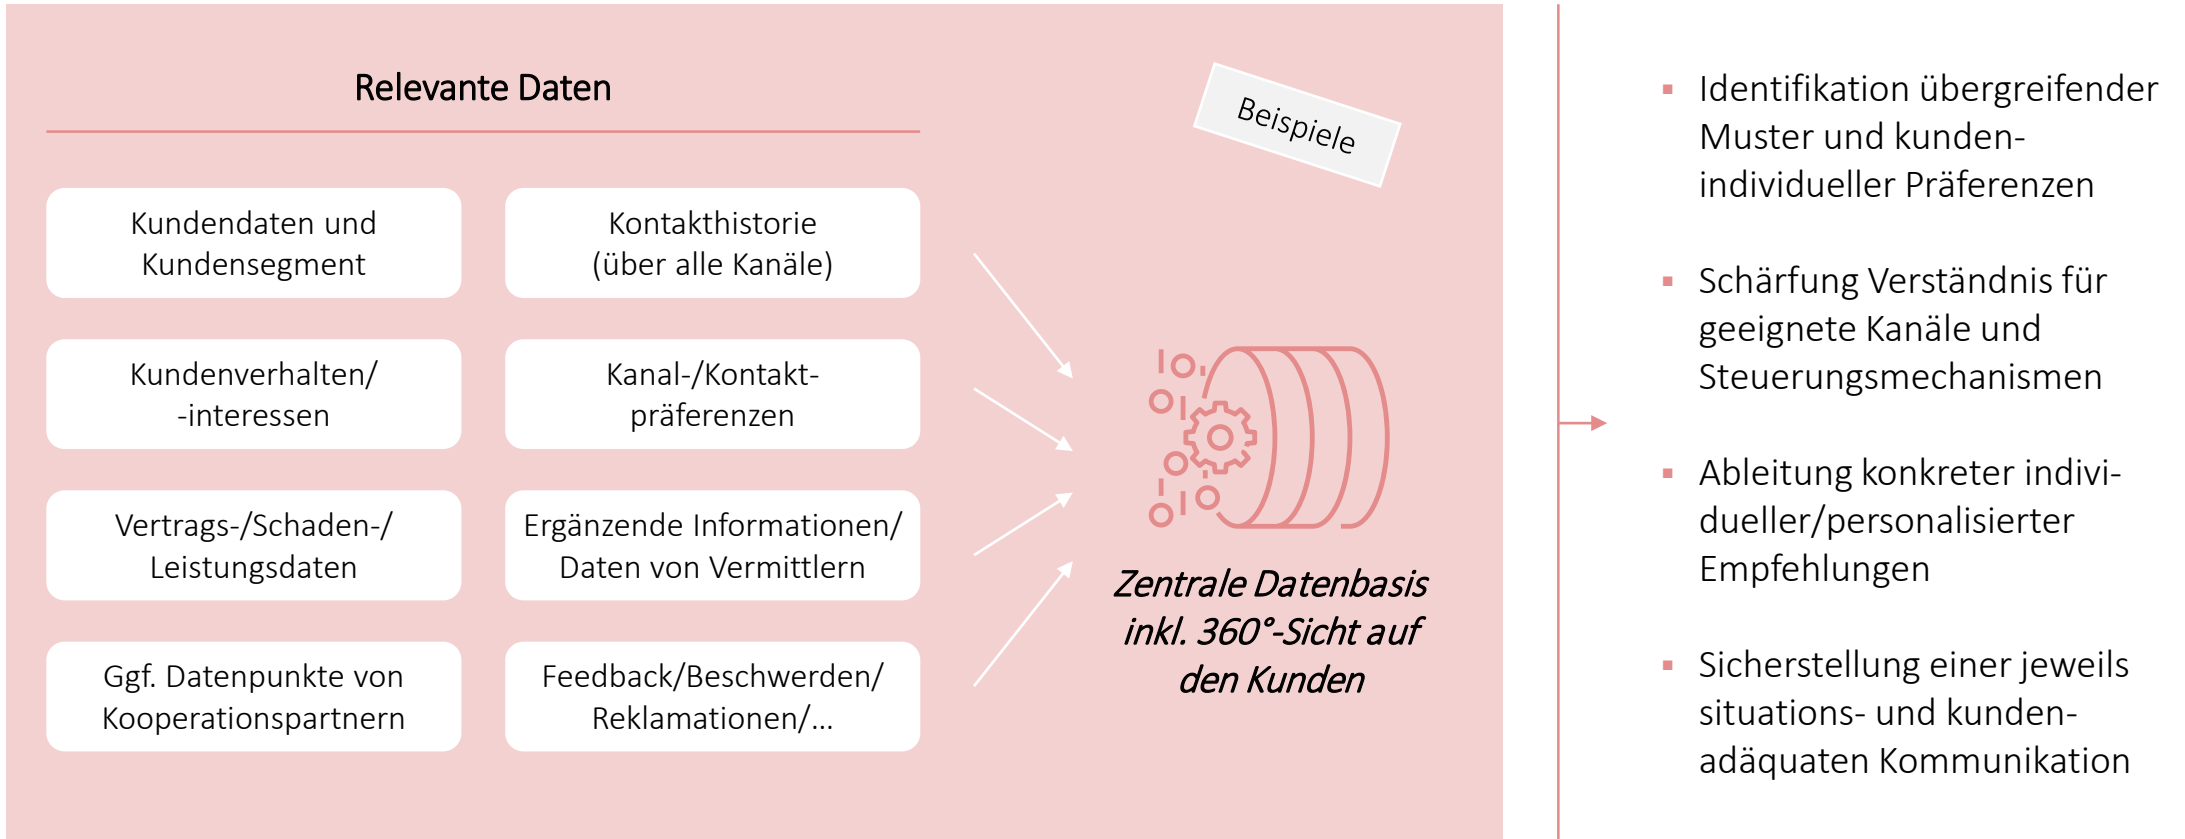 Relevante Daten
Beispiele
Kundendaten und
Kundensegment
Kontakthistorie
(über alle Kanäle)
Kundenverhalten/
-interessen
Kanal-/Kontakt-
präferenzen
Vertrags-/Schaden-/
Leistungsdaten
Ergänzende Informationen/
Daten von Vermittlern
Ggf. Datenpunkte von
Kooperationspartnern
Feedback/Beschwerden/
Reklamationen/...
Zentrale Datenbasis
inkl. 360°-Sicht auf
den Kunden
▪ Identifikation übergreifender
Muster und kunden-
individueller Präferenzen
▪ Schärfung Verständnis für
geeignete Kanäle und
Steuerungsmechanismen
▪ Ableitung konkreter indivi-
dueller/personalisierter
Empfehlungen
▪ Sicherstellung einer jeweils
situations- und kunden-
adäquaten Kommunikation